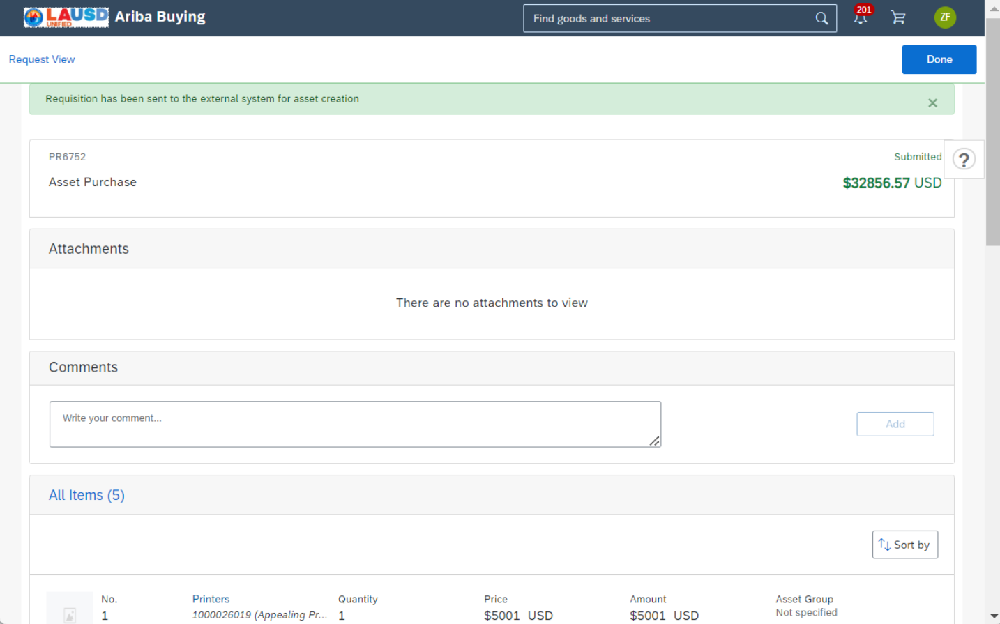 LAUSD
UNIFIED
Ariba Buying
Find goods and services
201
ZF
Request View
Done
Requisition has been sent to the external system for asset creation
PR6752
Submitted
?
Asset Purchase
$32856.57 USD
Attachments
There are no attachments to view
Comments
Write your comment...
Add
All Items (5)
Sort by
No. Printers Quantity Price Amount Asset Group
1 1000026019 (Appealing Pr... 1 $5001 USD $5001 USD Not specified